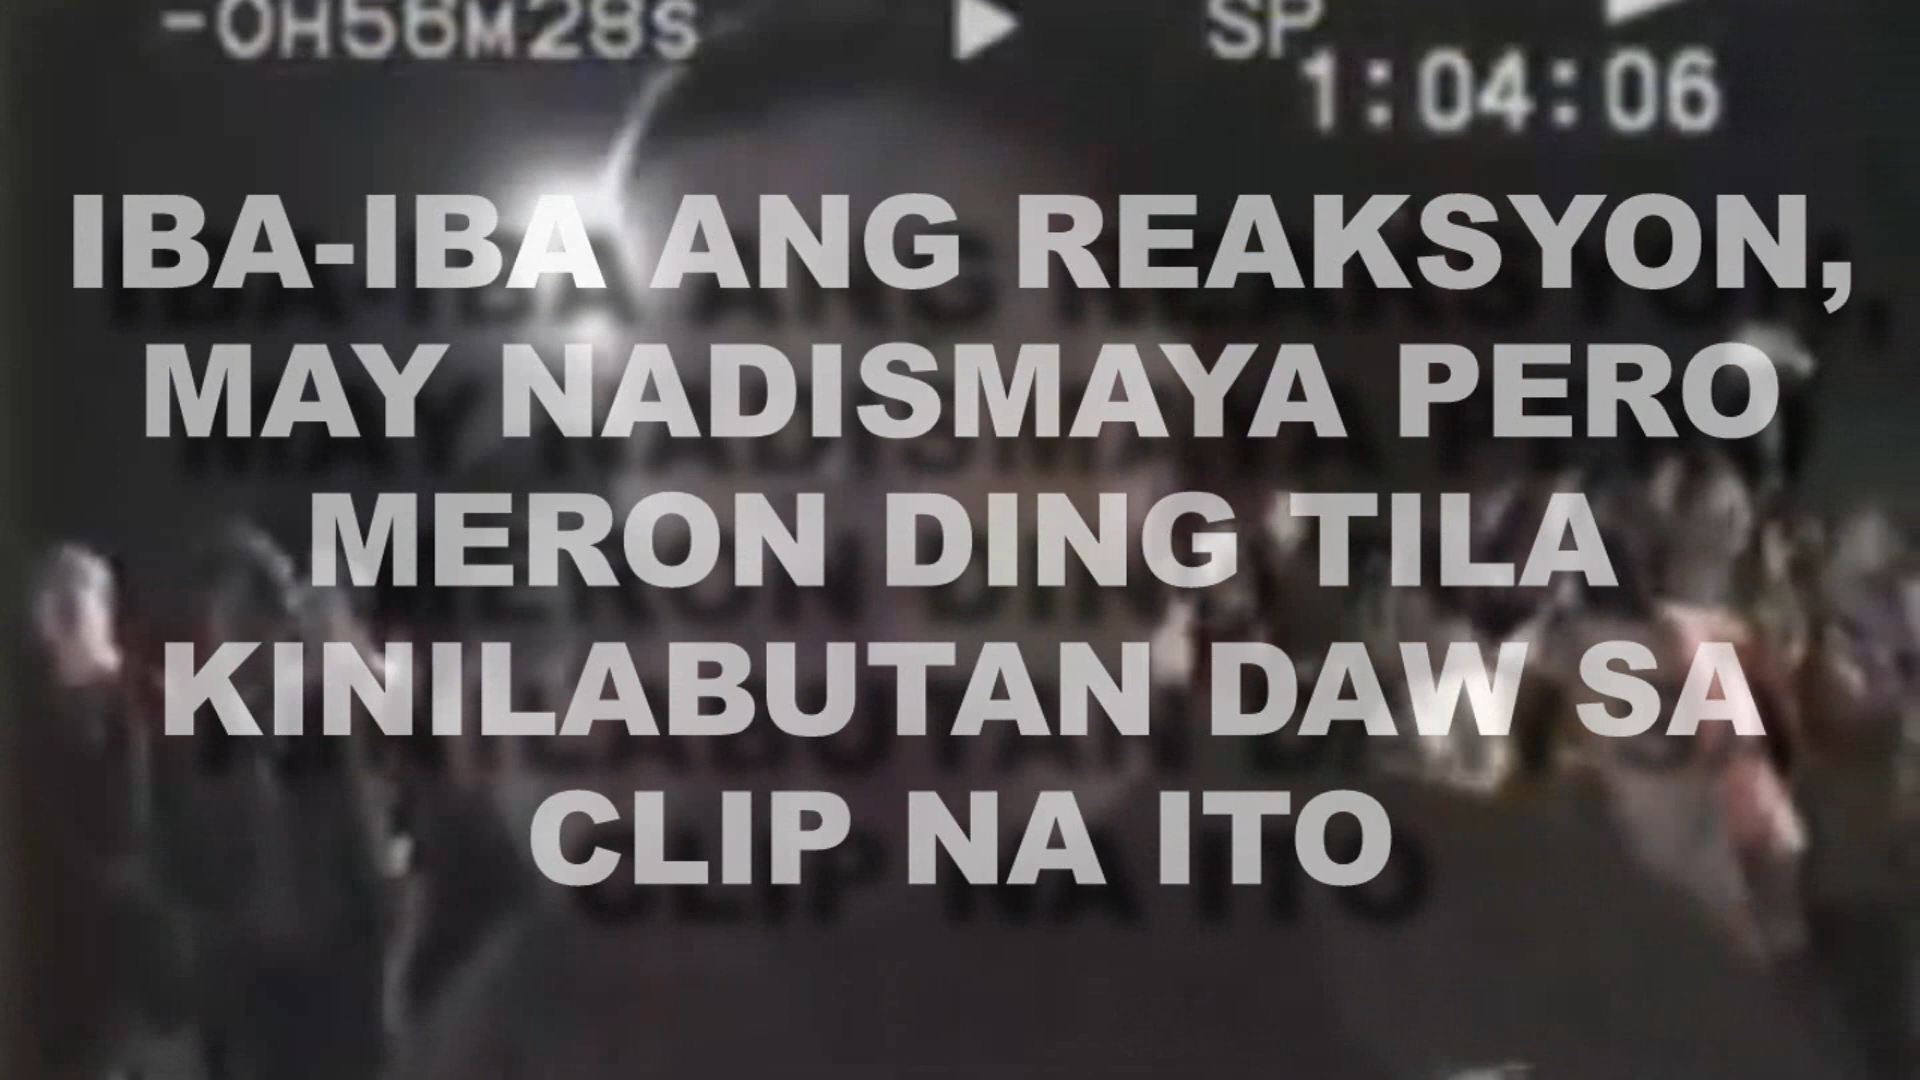 -0H56M28S SP
1:04:06
IBA-IBA ANG REAKSYON,
MAY NADISMAYA PERO
MERON DING TILA
KINILABUTAN DAW SA
CLIP NA ITO